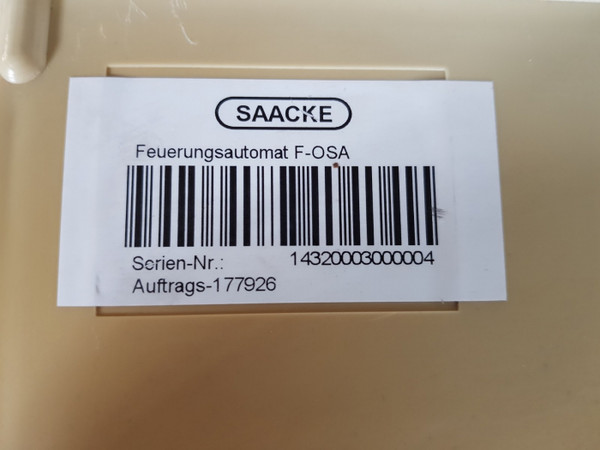 SAACKE
Feuerungsautomat F-OSA
Serien-Nr.: 14320003000004
Auftrags-177926